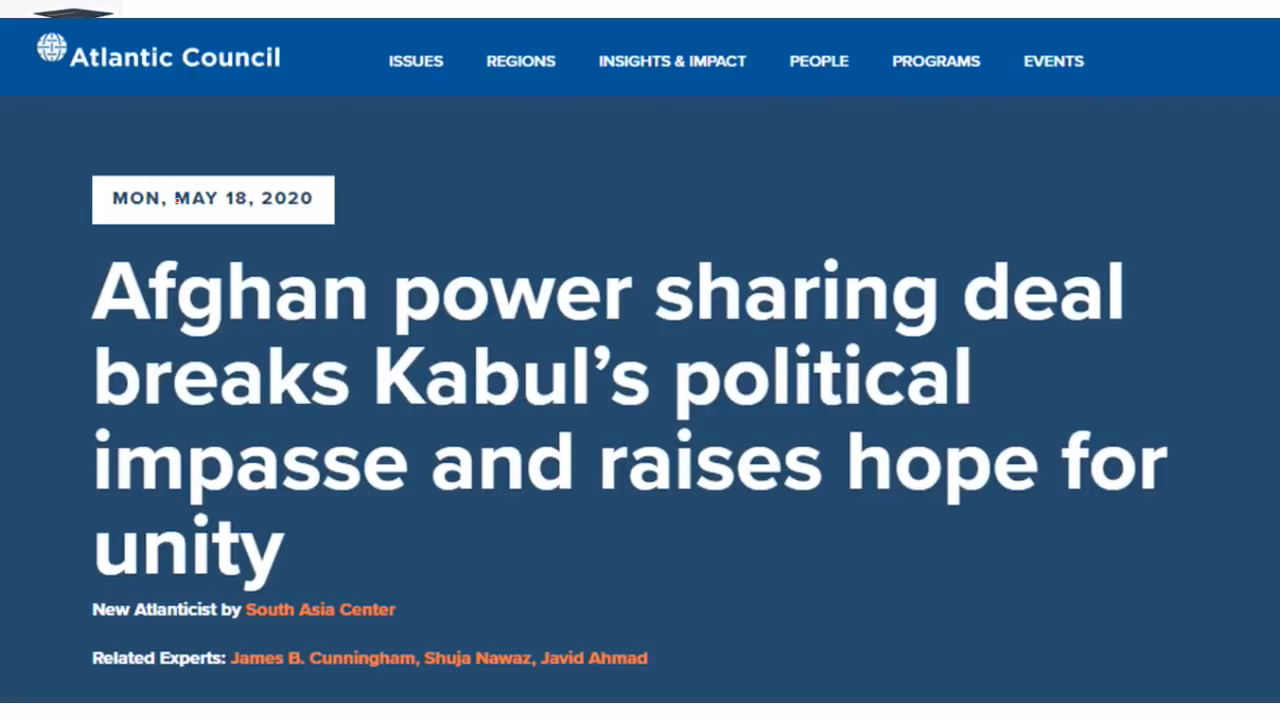 Atlantic Council
ISSUES REGIONS INSIGHTS & IMPACT PEOPLE PROGRAMS EVENTS
MON, MAY 18, 2020
Afghan power sharing deal
breaks Kabul’s political
impasse and raises hope for
unity
New Atlanticist by South Asia Center
Related Experts: James B. Cunningham, Shuja Nawaz, Javid Ahmad